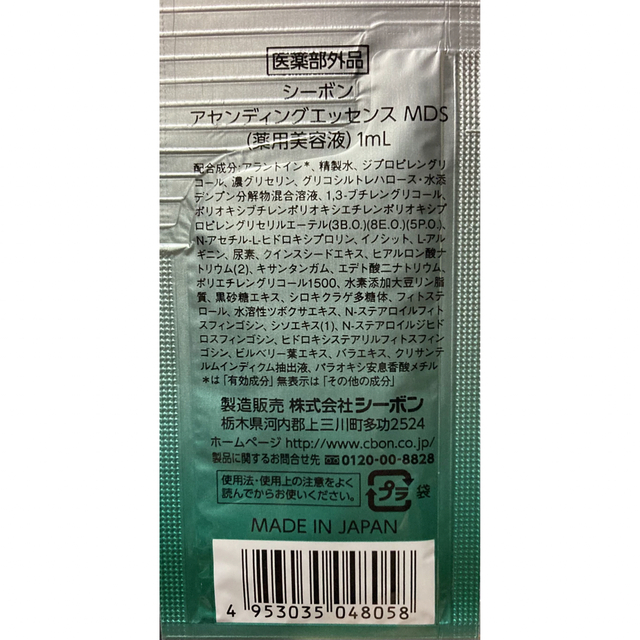 医薬部外品
シーボン
アヤンディングエッセンス MDS
(薬用美容液) 1mL
配合成分:アラントイン*、精製水、ジプロピレングリ
コール、濃グリセリン、グリコシルトレハロース・水添
デンプン分解物混合溶液、1,3-ブチレングリコール、
ポリオキシブチレンポリオキシエチレンポリオキシプ
ロピレングリセリルエーテル(3B.O.)(8E.O.)(5P.O.)、
N-アセチル-L-ヒドロキシプロリン、イノシット、L-アル
ギニン、尿素、クインスシードエキス、ヒアルロン酸ナ
トリウム(2)、キサンタンガム、エデト酸二ナトリウム、
ポリエチレングリコール1500、水素添加大豆リン脂
質、黒砂糖エキス、シロキクラゲ多糖体、フィトステ
ロール、水溶性ツボクサエキス、N-ステアロイルフィト
スフィンゴシン、シソエキス(1)、N-ステアロイルジヒド
ロスフィンゴシン、ヒドロキシステアリルフィトスフィン
ゴシン、ビルベリー葉エキス、バラエキス、クリサンテ
ルムインディクム抽出液、パラオキシ安息香酸メチル
*は「有効成分」無表示は「その他の成分」
製造販売 株式会社シーボン
栃木県河内郡上三川町多功2524
ホームページ http://www.cbon.co.jp/
製品に関するお問合せ先 0120-00-8828
使用法・使用上の注意をよく
読んでからお使いください。
プラ 袋
MADE IN JAPAN
4 953035 048058